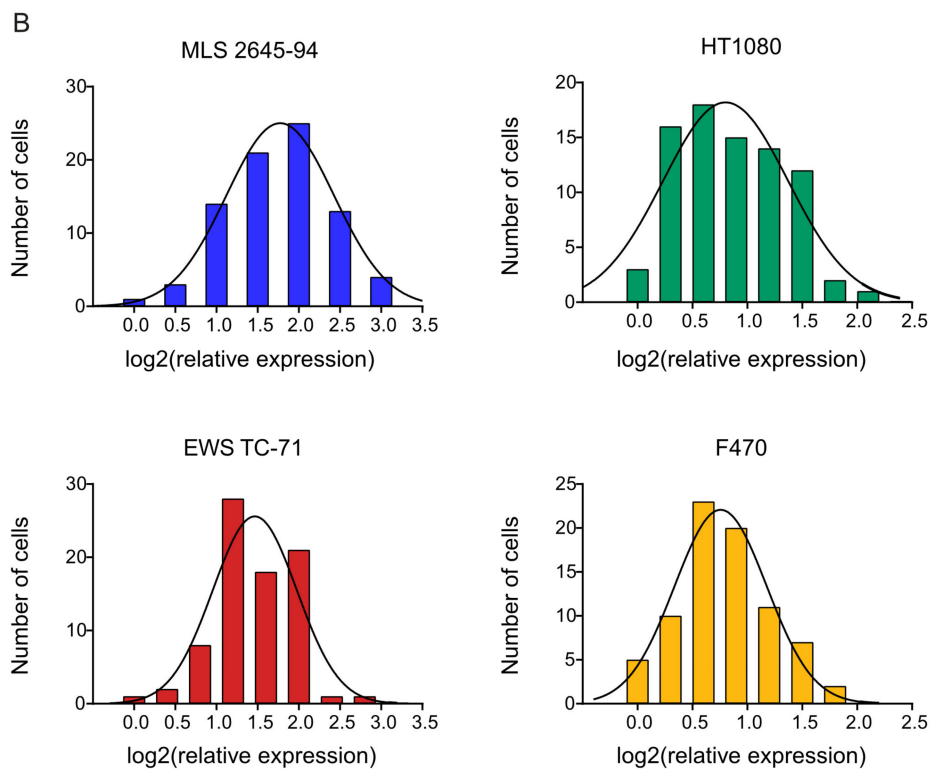 B
MLS 2645-94
Number of cells
30
20
10
0
0.0 0.5 1.0 1.5 2.0 2.5 3.0 3.5
log2(relative expression)
HT1080
Number of cells
20
15
10
5
0
0.0 0.5 1.0 1.5 2.0 2.5
log2(relative expression)
EWS TC-71
Number of cells
30
20
10
0
0.0 0.5 1.0 1.5 2.0 2.5 3.0 3.5
log2(relative expression)
F470
Number of cells
25
23
15
10
5
0
0.0 0.5 1.0 1.5 2.0 2.5
log2(relative expression)